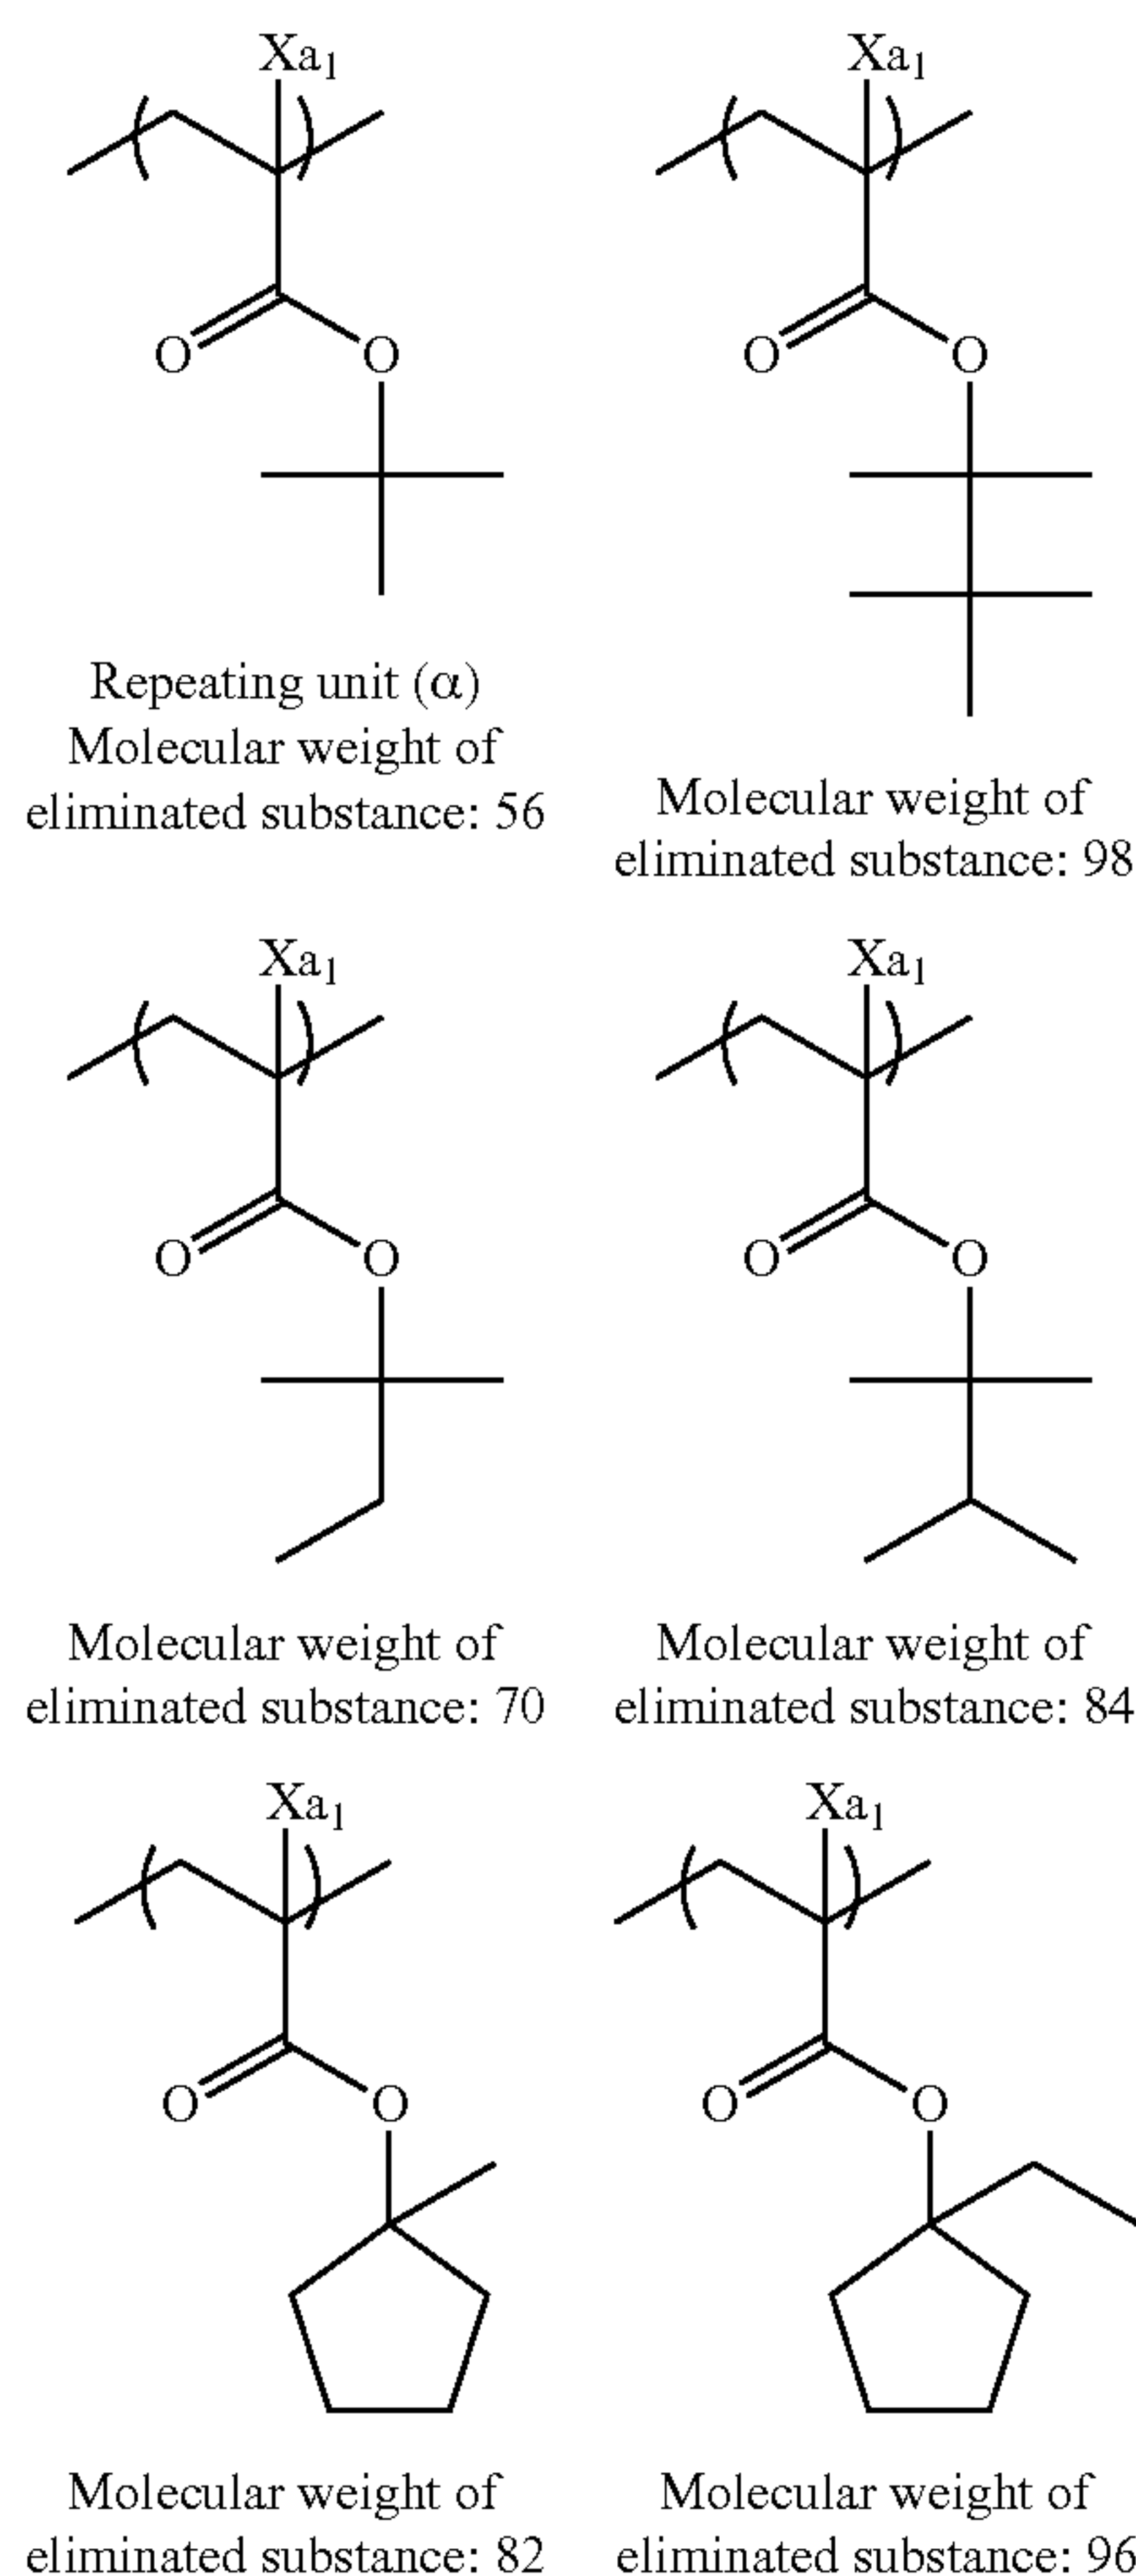 Xa1
O
O
Repeating unit (α)
Molecular weight of
eliminated substance: 56
Xa1
O
O
Molecular weight of
eliminated substance: 98
Xa1
O
O
Molecular weight of
eliminated substance: 70
Xa1
O
O
Molecular weight of
eliminated substance: 84
Xa1
O
O
Molecular weight of
eliminated substance: 82
Xa1
O
O
Molecular weight of
eliminated substance: 96